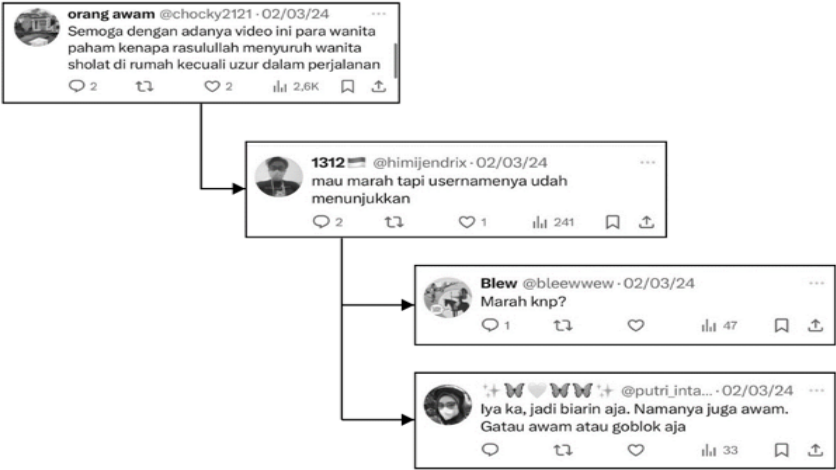 orang awam @chocky2121 · 02/03/24 ...
Semoga dengan adanya video ini para wanita
paham kenapa rasulullah menyuruh wanita
sholat di rumah kecuali uzur dalam perjalanan
2 2 2,6K
1312 @himijendrix · 02/03/24 ...
mau marah tapi usernamenya udah
menunjukkan
2 1 241
Blew @bleewwew · 02/03/24 ...
Marah knp?
1 47
✨🦋🤍🦋🦋✨ @putri_inta... · 02/03/24 ...
Iya ka, jadi biarin aja. Namanya juga awam.
Gatau awam atau goblok aja
33